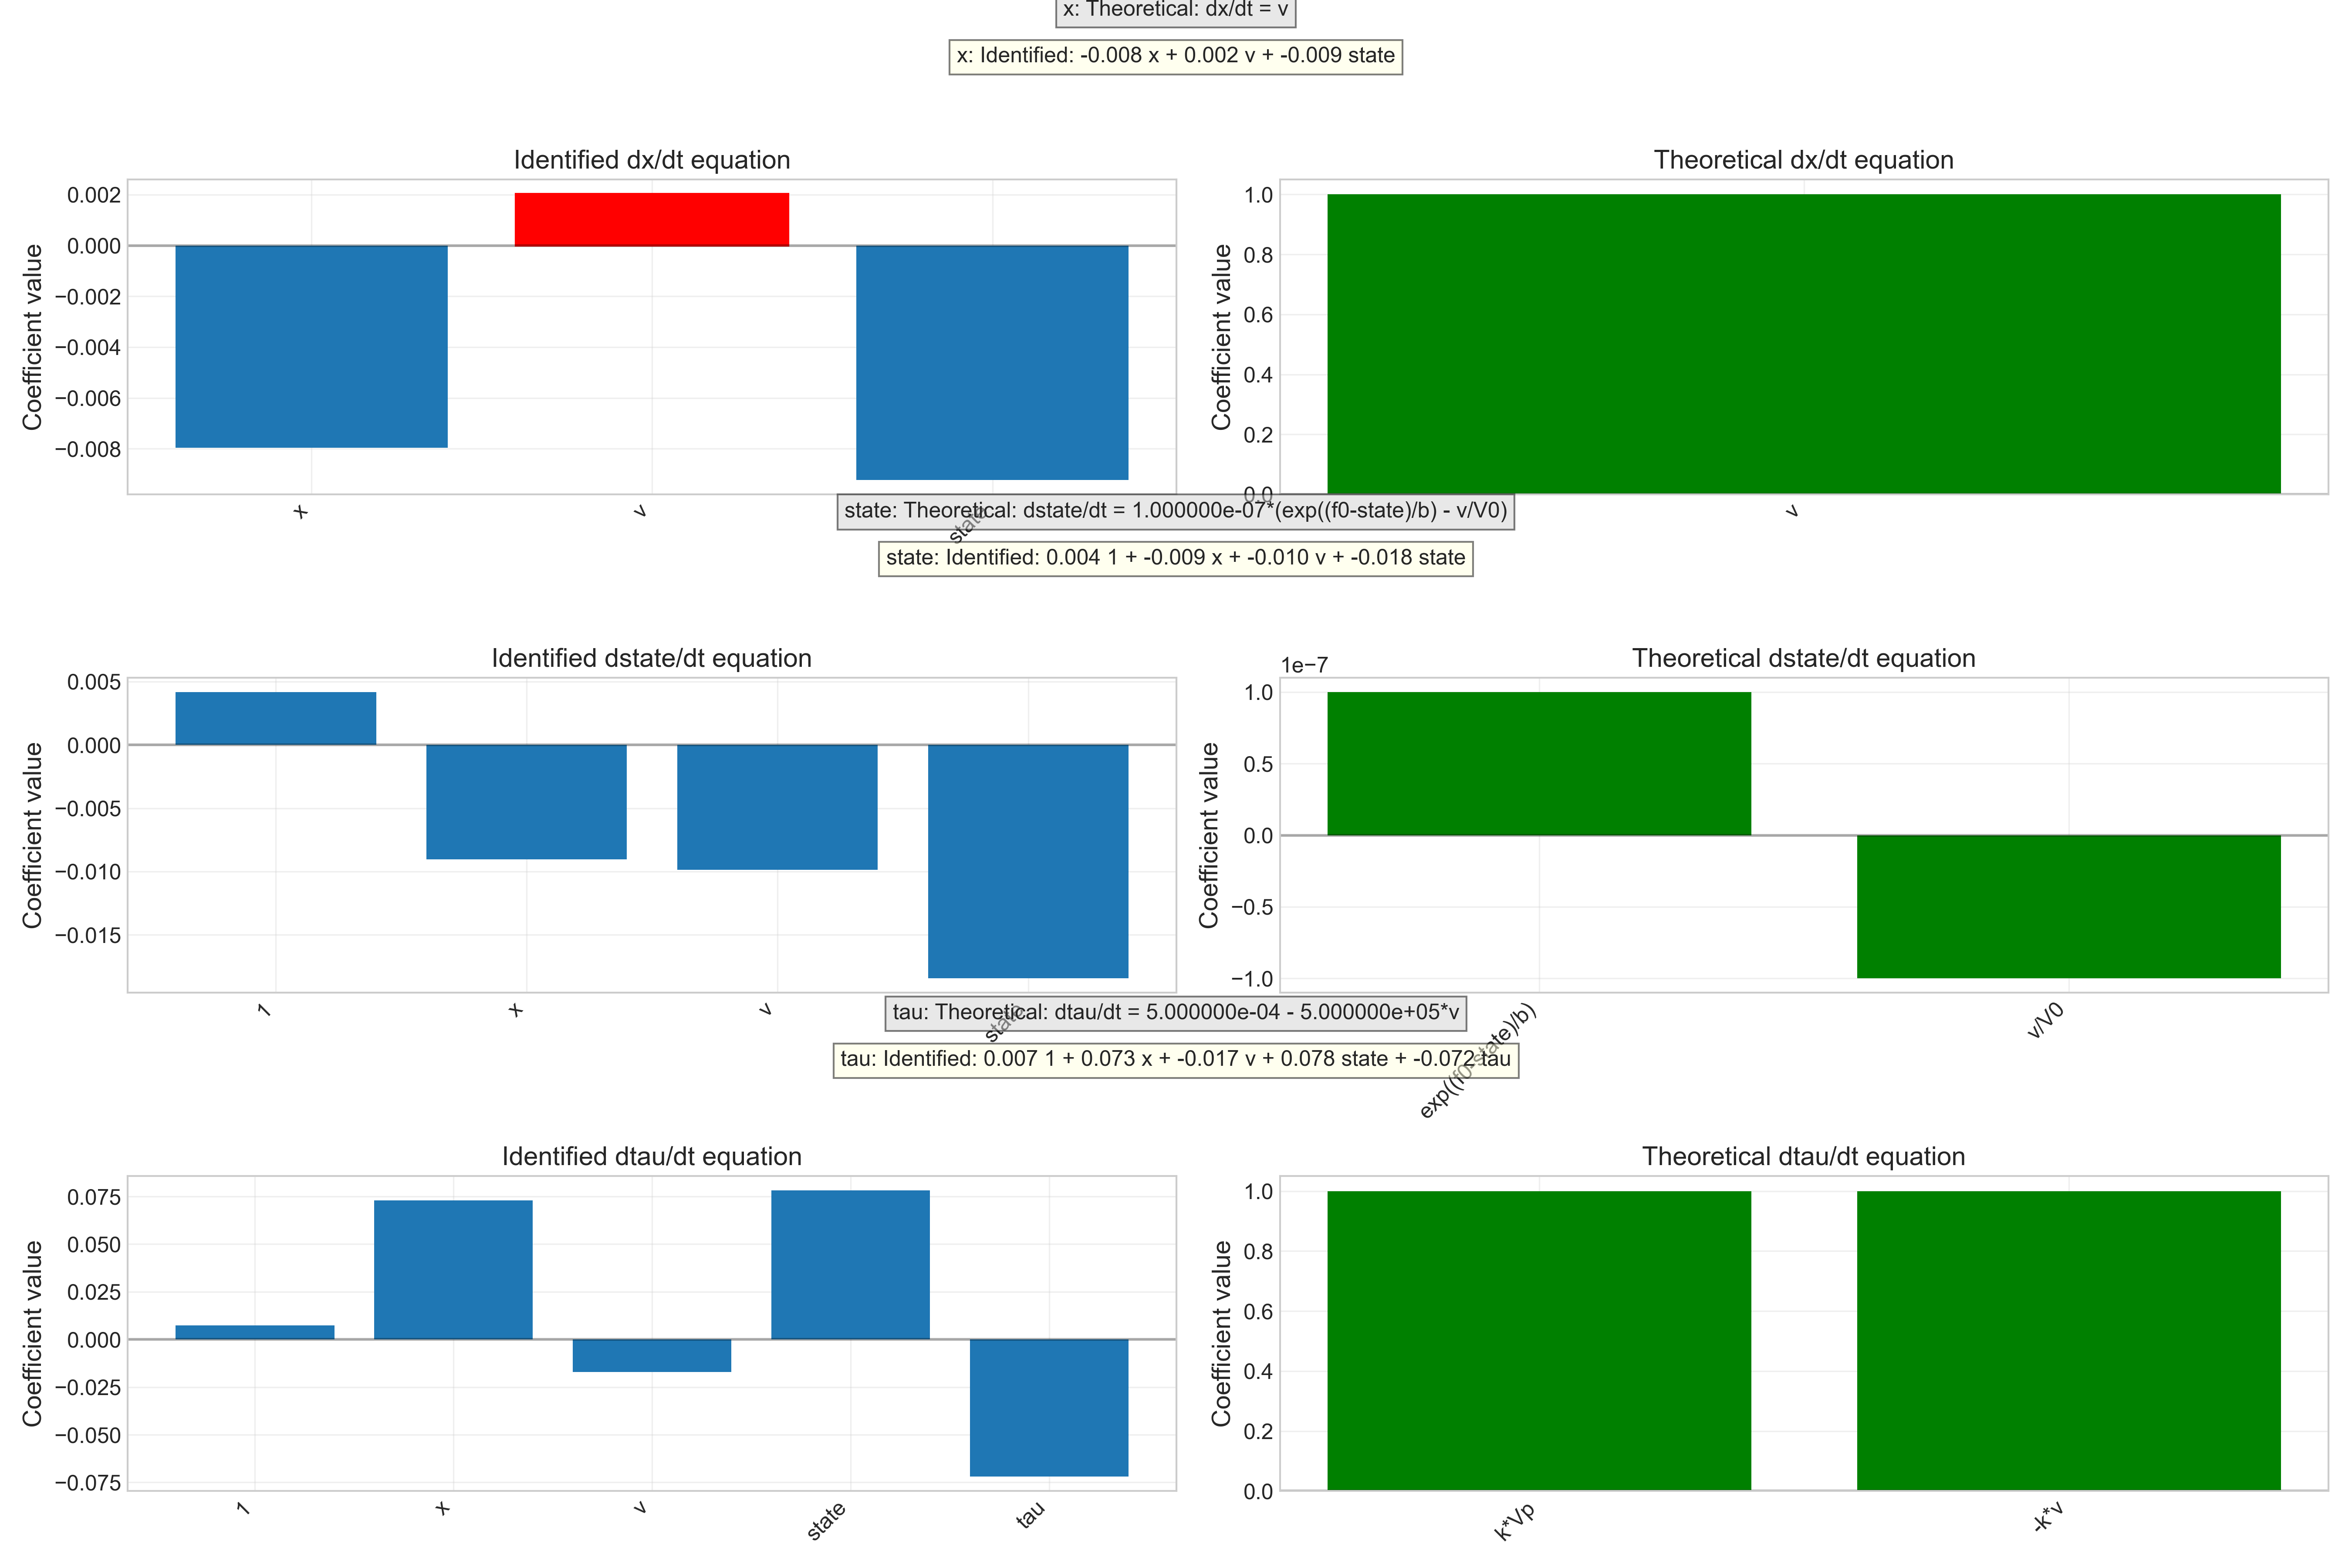 x: Theoretical: dx/dt = v
x: Identified: -0.008 x + 0.002 v + -0.009 state
Identified dx/dt equation
Coefficient value
0.002
0.000
−0.002
−0.004
−0.006
−0.008
x
v
state
Theoretical dx/dt equation
Coefficient value
1.0
0.8
0.6
0.4
0.2
0.0
v
state: Theoretical: dstate/dt = 1.000000e-07*(exp((f0-state)/b) - v/V0)
state: Identified: 0.004 1 + -0.009 x + -0.010 v + -0.018 state
Identified dstate/dt equation
Coefficient value
0.005
0.000
−0.005
−0.010
−0.015
1
x
v
state
Theoretical dstate/dt equation
1e−7
Coefficient value
1.0
0.5
0.0
−0.5
−1.0
exp((f0-state)/b)
v/V0
tau: Theoretical: dtau/dt = 5.000000e-04 - 5.000000e+05*v
tau: Identified: 0.007 1 + 0.073 x + -0.017 v + 0.078 state + -0.072 tau
Identified dtau/dt equation
Coefficient value
0.075
0.050
0.025
0.000
−0.025
−0.050
−0.075
1
x
v
state
tau
Theoretical dtau/dt equation
Coefficient value
1.0
0.8
0.6
0.4
0.2
0.0
k*Vp
-k*v